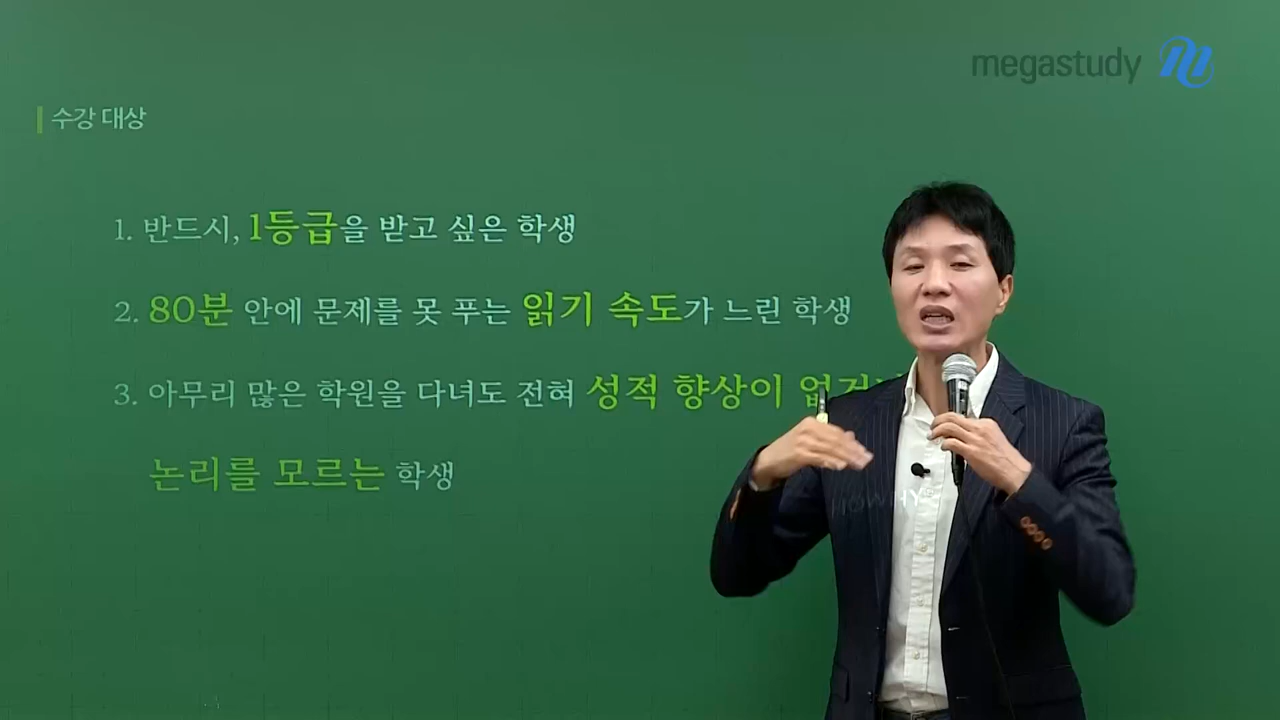 megastudy
수강 대상
1. 반드시, 1등급을 받고 싶은 학생
2. 80분 안에 문제를 못 푸는 읽기 속도가 느린 학생
3. 아무리 많은 학원을 다녀도 전혀 성적 향상이
논리를 모르는 학생